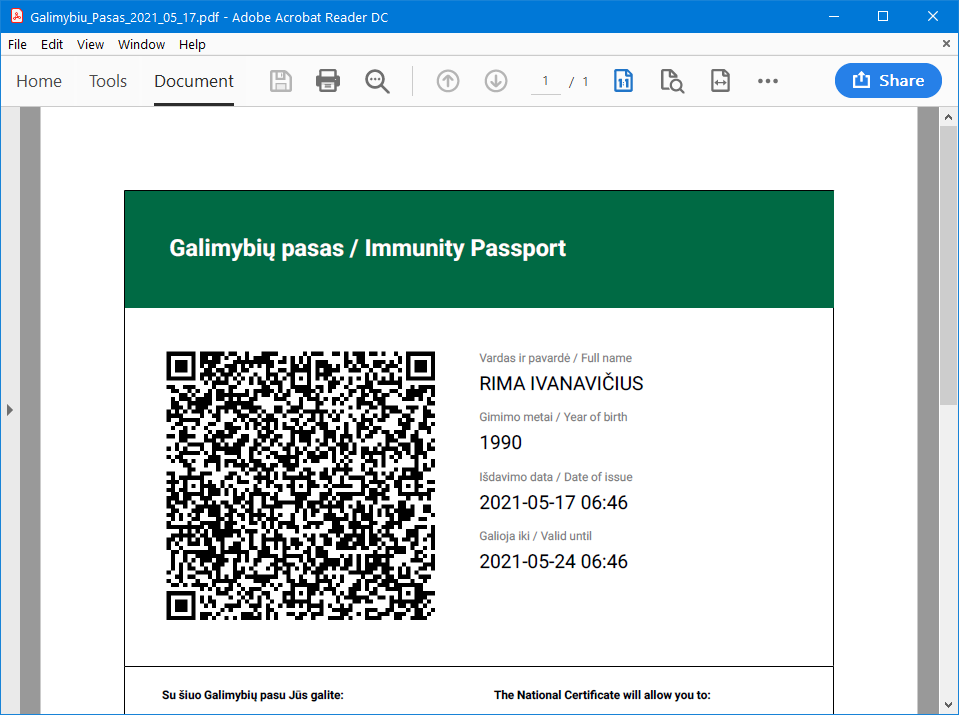 Galimybiu_Pasas_2021_05_17.pdf - Adobe Acrobat Reader DC
File Edit View Window Help
Home Tools Document 1 / 1 Share
Galimybių pasas / Immunity Passport
Vardas ir pavardė / Full name
RIMA IVANAVIČIUS
Gimimo metai / Year of birth
1990
Išdavimo data / Date of issue
2021-05-17 06:46
Galioja iki / Valid until
2021-05-24 06:46
Su šiuo Galimybių pasu Jūs galite:
The National Certificate will allow you to: